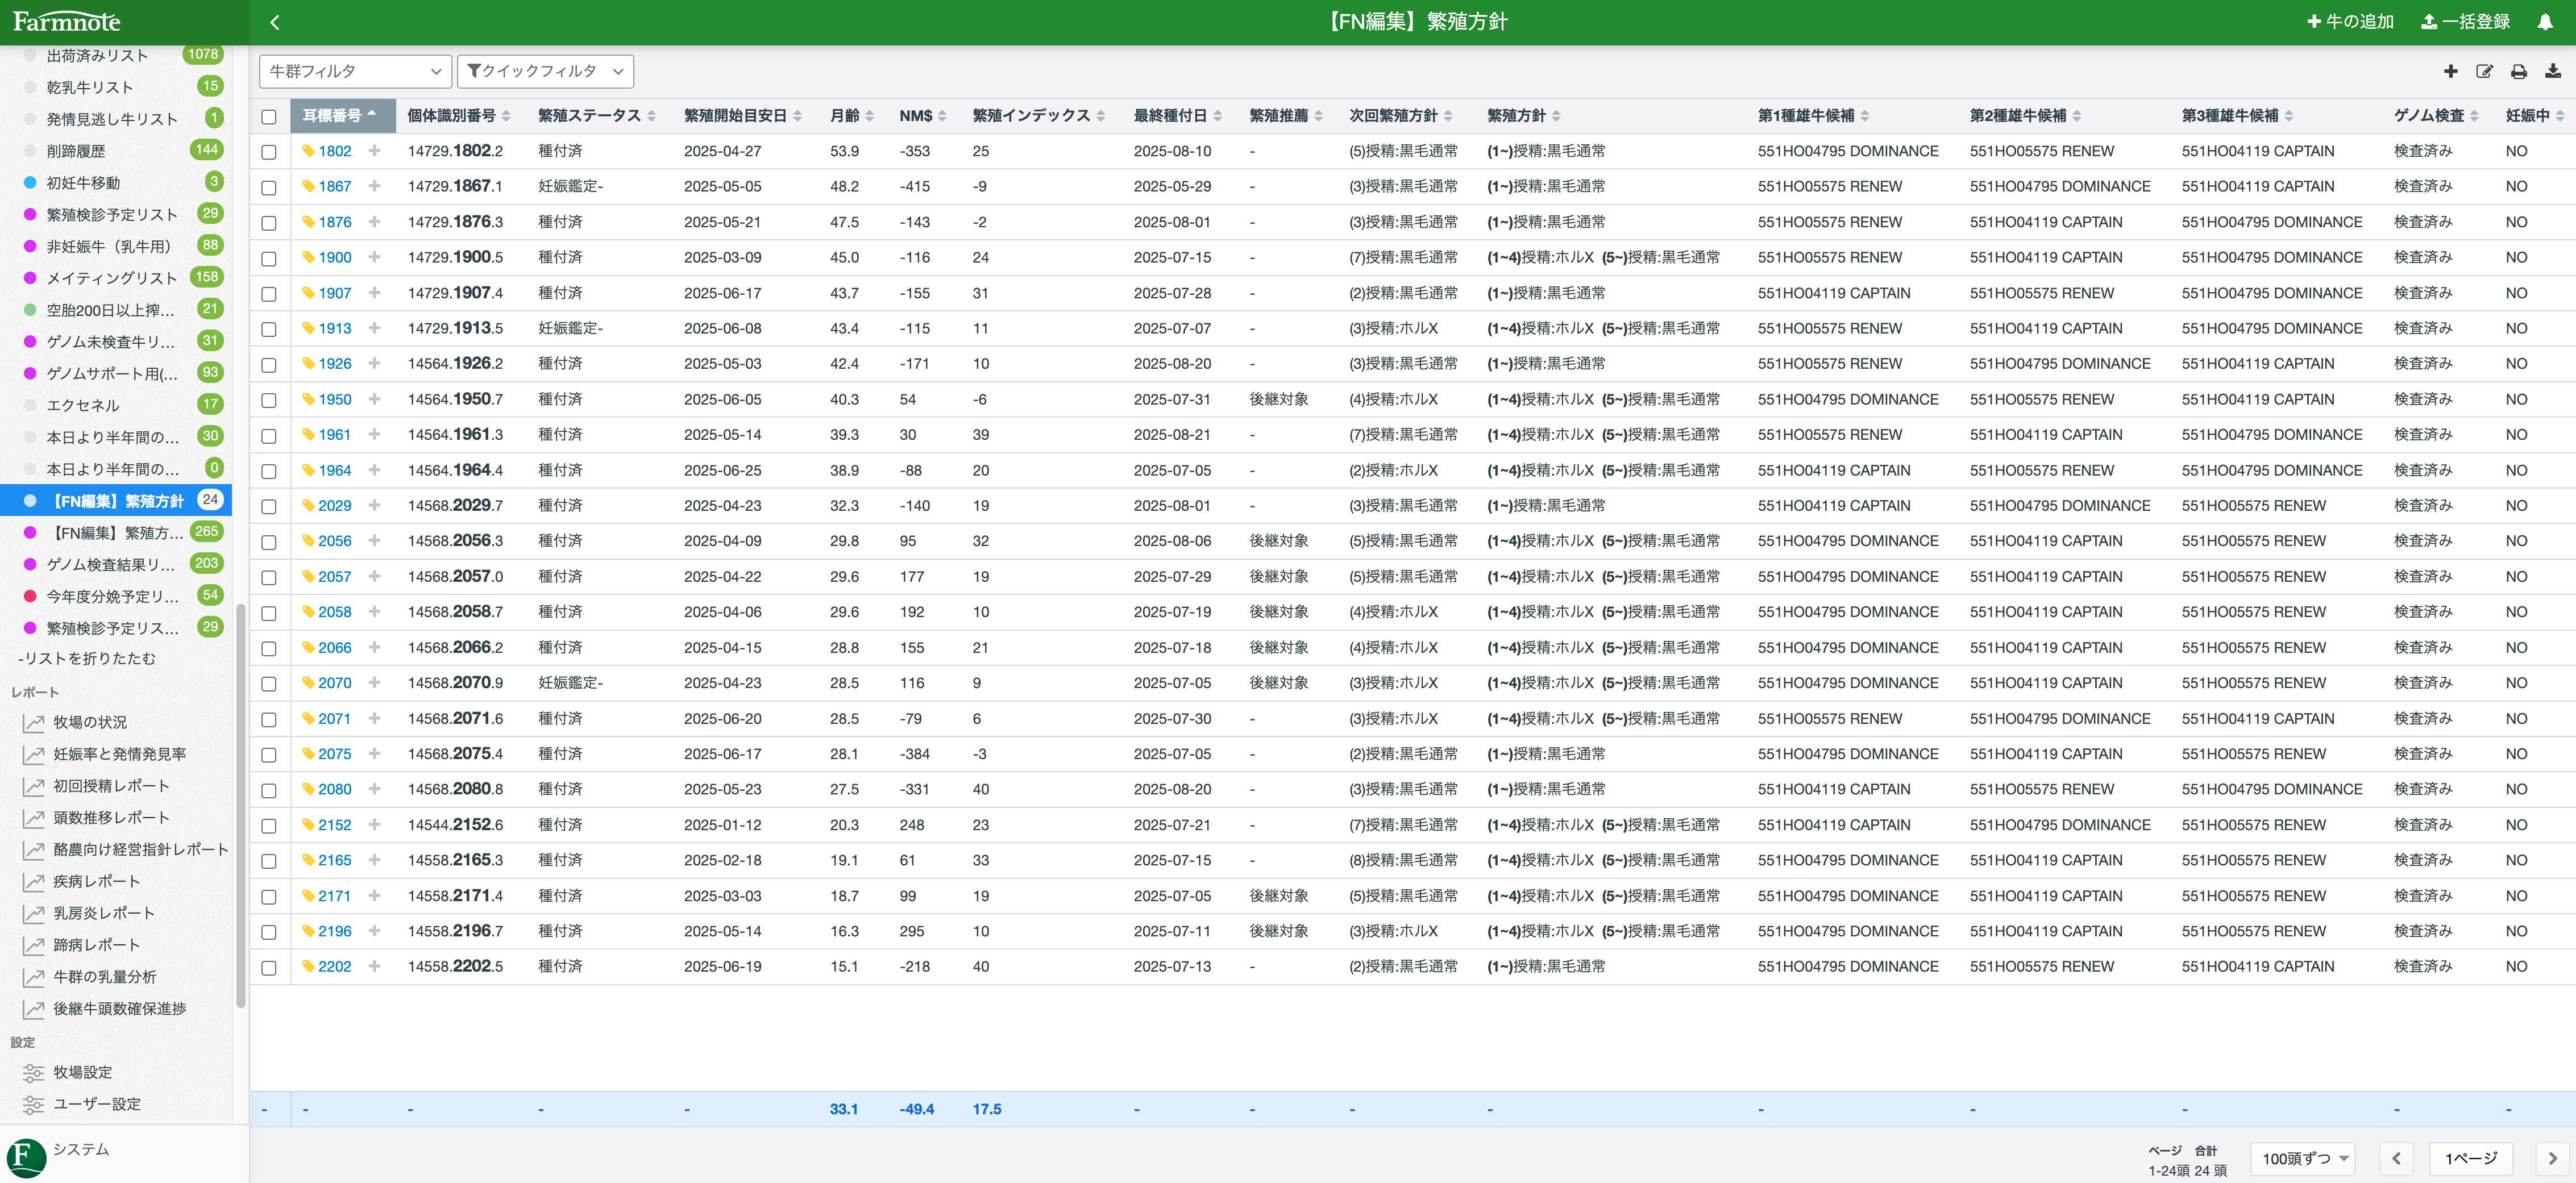 Farmnote
【FN編集】繁殖方針
牛の追加
一括登録
出荷済みリスト 1078
乾乳牛リスト 15
発情見逃し牛リスト 1
削蹄履歴 144
初妊牛移動 3
繁殖検診予定リスト 29
非妊娠牛（乳牛用） 88
メイティングリスト 158
空胎200日以上搾... 21
ゲノム未検査牛リ... 31
ゲノムサポート用(... 93
エクセネル 17
本日より半年間の... 30
本日より半年間の... 0
【FN編集】繁殖方針 24
【FN編集】繁殖方... 265
ゲノム検査結果リ... 203
今年度分娩予定リ... 54
繁殖検診予定リス... 29
-リストを折りたたむ
レポート
牧場の状況
妊娠率と発情発見率
初回授精レポート
頭数推移レポート
酪農向け経営指針レポート
疾病レポート
乳房炎レポート
蹄病レポート
牛群の乳量分析
後継牛頭数確保進捗
設定
牧場設定
ユーザー設定
システム
牛群フィルタ クイックフィルタ
耳標番号 個体識別番号 繁殖ステータス 繁殖開始目安日 月齢 NM$ 繁殖インデックス 最終種付日 繁殖推薦 次回繁殖方針 繁殖方針 第1種雄牛候補 第2種雄牛候補 第3種雄牛候補 ゲノム検査 妊娠中
1802 14729.1802.2 種付済 2025-04-27 53.9 -353 25 2025-08-10 - (5)授精:黒毛通常 (1~)授精:黒毛通常 551HO04795 DOMINANCE 551HO05575 RENEW 551HO04119 CAPTAIN 検査済み NO
1867 14729.1867.1 妊娠鑑定- 2025-05-05 48.2 -415 -9 2025-05-29 - (3)授精:黒毛通常 (1~)授精:黒毛通常 551HO05575 RENEW 551HO04795 DOMINANCE 551HO04119 CAPTAIN 検査済み NO
1876 14729.1876.3 種付済 2025-05-21 47.5 -143 -2 2025-08-01 - (3)授精:黒毛通常 (1~)授精:黒毛通常 551HO05575 RENEW 551HO04119 CAPTAIN 551HO04795 DOMINANCE 検査済み NO
1900 14729.1900.5 種付済 2025-03-09 45.0 -116 24 2025-07-15 - (7)授精:黒毛通常 (1~4)授精:ホルX (5~)授精:黒毛通常 551HO05575 RENEW 551HO04119 CAPTAIN 551HO04795 DOMINANCE 検査済み NO
1907 14729.1907.4 種付済 2025-06-17 43.7 -155 31 2025-07-28 - (2)授精:黒毛通常 (1~)授精:黒毛通常 551HO04119 CAPTAIN 551HO05575 RENEW 551HO04795 DOMINANCE 検査済み NO
1913 14729.1913.5 妊娠鑑定- 2025-06-08 43.4 -115 11 2025-07-07 - (3)授精:ホルX (1~4)授精:ホルX (5~)授精:黒毛通常 551HO05575 RENEW 551HO04119 CAPTAIN 551HO04795 DOMINANCE 検査済み NO
1926 14564.1926.2 種付済 2025-05-03 42.4 -171 10 2025-08-20 - (3)授精:黒毛通常 (1~)授精:黒毛通常 551HO05575 RENEW 551HO04795 DOMINANCE 551HO04119 CAPTAIN 検査済み NO
1950 14564.1950.7 種付済 2025-06-05 40.3 54 -6 2025-07-31 後継対象 (4)授精:ホルX (1~4)授精:ホルX (5~)授精:黒毛通常 551HO04795 DOMINANCE 551HO05575 RENEW 551HO04119 CAPTAIN 検査済み NO
1961 14564.1961.3 種付済 2025-05-14 39.3 30 39 2025-08-21 - (7)授精:黒毛通常 (1~4)授精:ホルX (5~)授精:黒毛通常 551HO05575 RENEW 551HO04119 CAPTAIN 551HO04795 DOMINANCE 検査済み NO
1964 14564.1964.4 種付済 2025-06-25 38.9 -88 20 2025-07-05 - (2)授精:ホルX (1~4)授精:ホルX (5~)授精:黒毛通常 551HO04119 CAPTAIN 551HO05575 RENEW 551HO04795 DOMINANCE 検査済み NO
2029 14568.2029.7 種付済 2025-04-23 32.3 -140 19 2025-08-01 - (3)授精:黒毛通常 (1~)授精:黒毛通常 551HO04119 CAPTAIN 551HO04795 DOMINANCE 551HO05575 RENEW 検査済み NO
2056 14568.2056.3 種付済 2025-04-09 29.8 95 32 2025-08-06 後継対象 (5)授精:黒毛通常 (1~4)授精:ホルX (5~)授精:黒毛通常 551HO04795 DOMINANCE 551HO04119 CAPTAIN 551HO05575 RENEW 検査済み NO
2057 14568.2057.0 種付済 2025-04-22 29.6 177 19 2025-07-29 後継対象 (5)授精:黒毛通常 (1~4)授精:ホルX (5~)授精:黒毛通常 551HO04795 DOMINANCE 551HO04119 CAPTAIN 551HO05575 RENEW 検査済み NO
2058 14568.2058.7 種付済 2025-04-06 29.6 192 10 2025-07-19 後継対象 (4)授精:ホルX (1~4)授精:ホルX (5~)授精:黒毛通常 551HO04795 DOMINANCE 551HO04119 CAPTAIN 551HO05575 RENEW 検査済み NO
2066 14568.2066.2 種付済 2025-04-15 28.8 155 21 2025-07-18 後継対象 (4)授精:ホルX (1~4)授精:ホルX (5~)授精:黒毛通常 551HO04795 DOMINANCE 551HO04119 CAPTAIN 551HO05575 RENEW 検査済み NO
2070 14568.2070.9 妊娠鑑定- 2025-04-23 28.5 116 9 2025-07-05 後継対象 (3)授精:ホルX (1~4)授精:ホルX (5~)授精:黒毛通常 551HO04795 DOMINANCE 551HO04119 CAPTAIN 551HO05575 RENEW 検査済み NO
2071 14568.2071.6 種付済 2025-06-20 28.5 -79 6 2025-07-30 - (3)授精:ホルX (1~4)授精:ホルX (5~)授精:黒毛通常 551HO05575 RENEW 551HO04795 DOMINANCE 551HO04119 CAPTAIN 検査済み NO
2075 14568.2075.4 種付済 2025-06-17 28.1 -384 -3 2025-07-05 - (2)授精:黒毛通常 (1~)授精:黒毛通常 551HO04795 DOMINANCE 551HO04119 CAPTAIN 551HO05575 RENEW 検査済み NO
2080 14568.2080.8 種付済 2025-05-23 27.5 -331 40 2025-08-20 - (3)授精:黒毛通常 (1~)授精:黒毛通常 551HO04119 CAPTAIN 551HO05575 RENEW 551HO04795 DOMINANCE 検査済み NO
2152 14544.2152.6 種付済 2025-01-12 20.3 248 23 2025-07-21 - (7)授精:黒毛通常 (1~4)授精:ホルX (5~)授精:黒毛通常 551HO04119 CAPTAIN 551HO04795 DOMINANCE 551HO05575 RENEW 検査済み NO
2165 14558.2165.3 種付済 2025-02-18 19.1 61 33 2025-07-15 - (8)授精:黒毛通常 (1~4)授精:ホルX (5~)授精:黒毛通常 551HO04795 DOMINANCE 551HO04119 CAPTAIN 551HO05575 RENEW 検査済み NO
2171 14558.2171.4 種付済 2025-03-03 18.7 99 19 2025-07-05 後継対象 (5)授精:黒毛通常 (1~4)授精:ホルX (5~)授精:黒毛通常 551HO04795 DOMINANCE 551HO04119 CAPTAIN 551HO05575 RENEW 検査済み NO
2196 14558.2196.7 種付済 2025-05-14 16.3 295 10 2025-07-11 後継対象 (3)授精:ホルX (1~4)授精:ホルX (5~)授精:黒毛通常 551HO04795 DOMINANCE 551HO04119 CAPTAIN 551HO05575 RENEW 検査済み NO
2202 14558.2202.5 種付済 2025-06-19 15.1 -218 40 2025-07-13 - (2)授精:黒毛通常 (1~)授精:黒毛通常 551HO04795 DOMINANCE 551HO05575 RENEW 551HO04119 CAPTAIN 検査済み NO
- - - - - 33.1 -49.4 17.5 - - - - - - - - -
ページ 合計
1-24頭 24 頭
100頭ずつ
1ページ